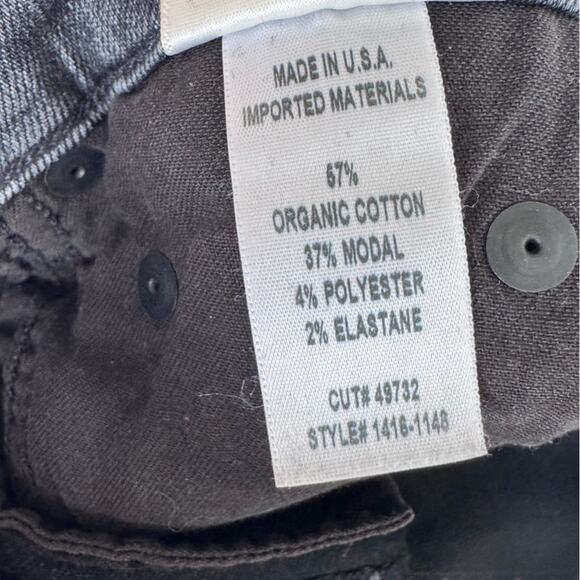 MADE IN U.S.A.
IMPORTED MATERIALS
57%
ORGANIC COTTON
37% MODAL
4% POLYESTER
2% ELASTANE
CUT# 49732
STYLE# 1416-1148